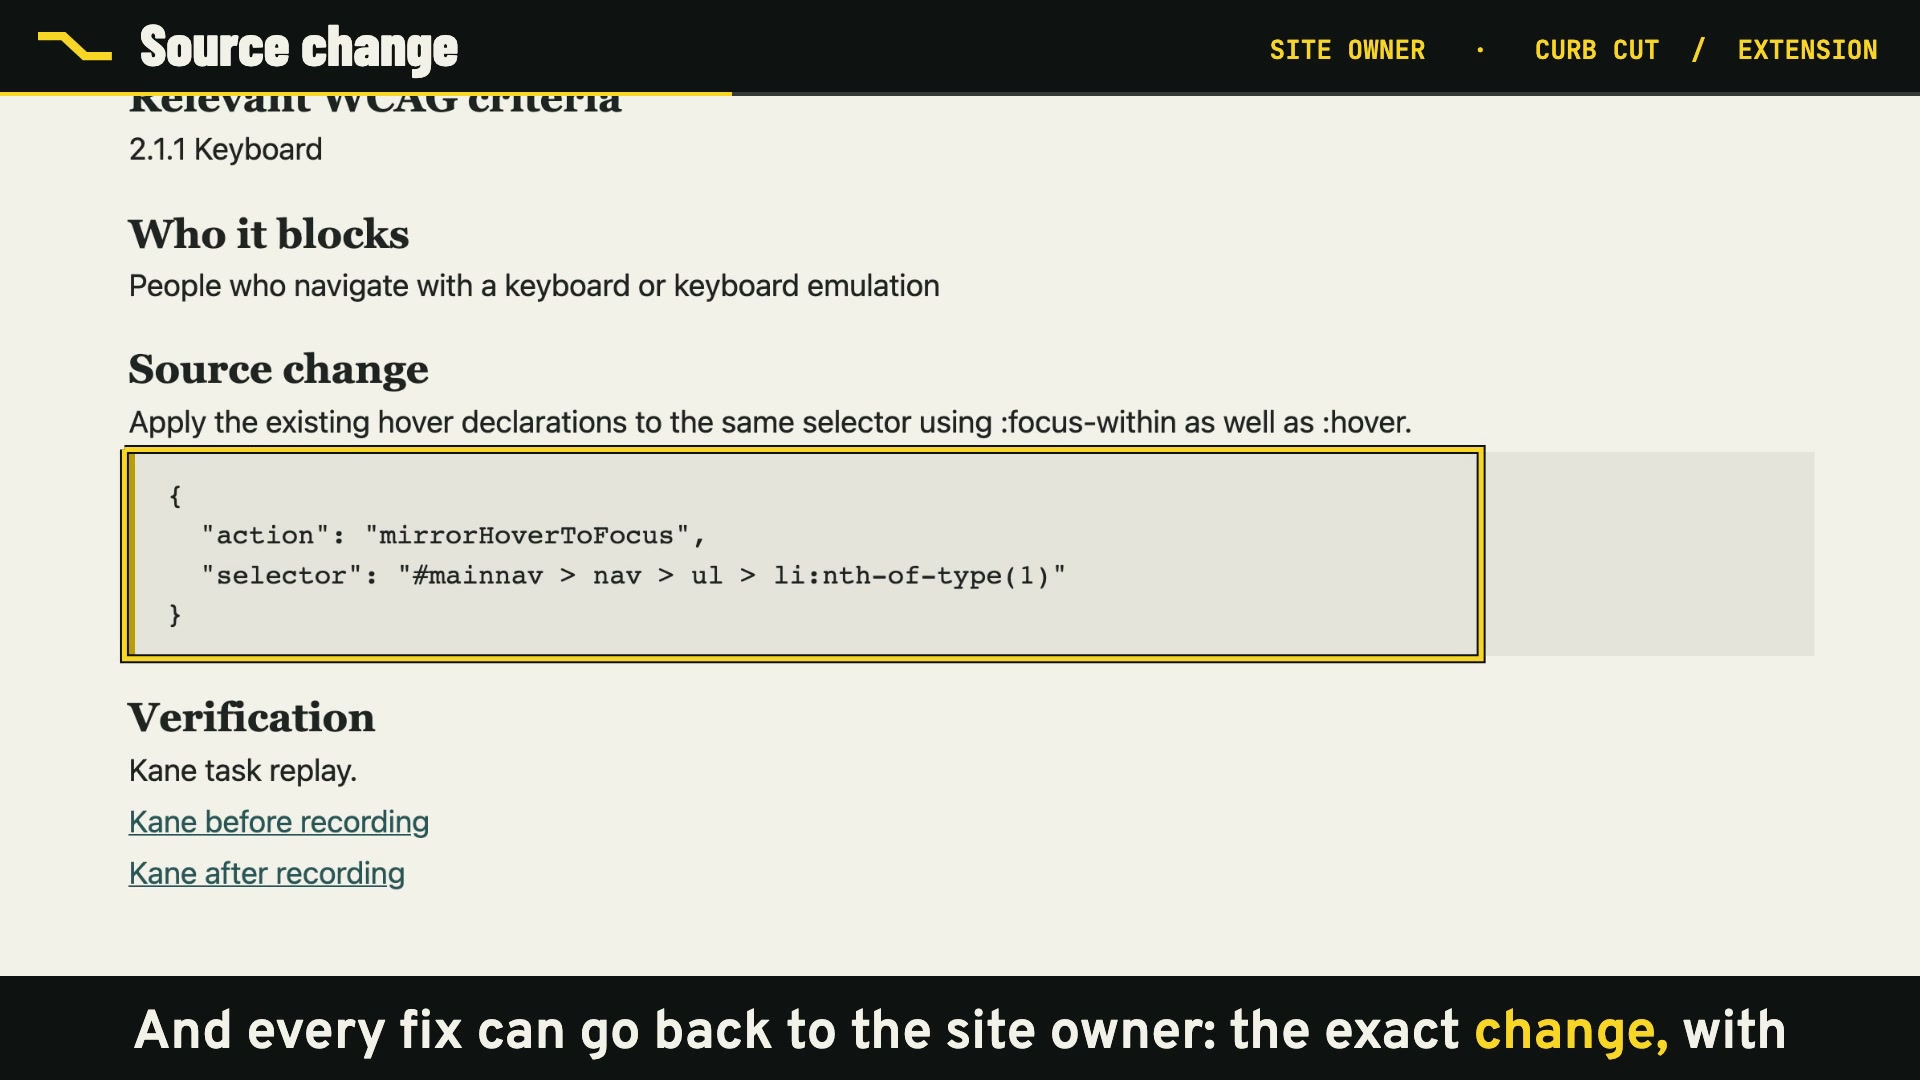 Source change
SITE OWNER · CURB CUT / EXTENSION
Relevant WCAG criteria
2.1.1 Keyboard
Who it blocks
People who navigate with a keyboard or keyboard emulation
Source change
Apply the existing hover declarations to the same selector using :focus-within as well as :hover.
{
"action": "mirrorHoverToFocus",
"selector": "#mainnav > nav > ul > li:nth-of-type(1)"
}
Verification
Kane task replay.
Kane before recording
Kane after recording
And every fix can go back to the site owner: the exact change, with